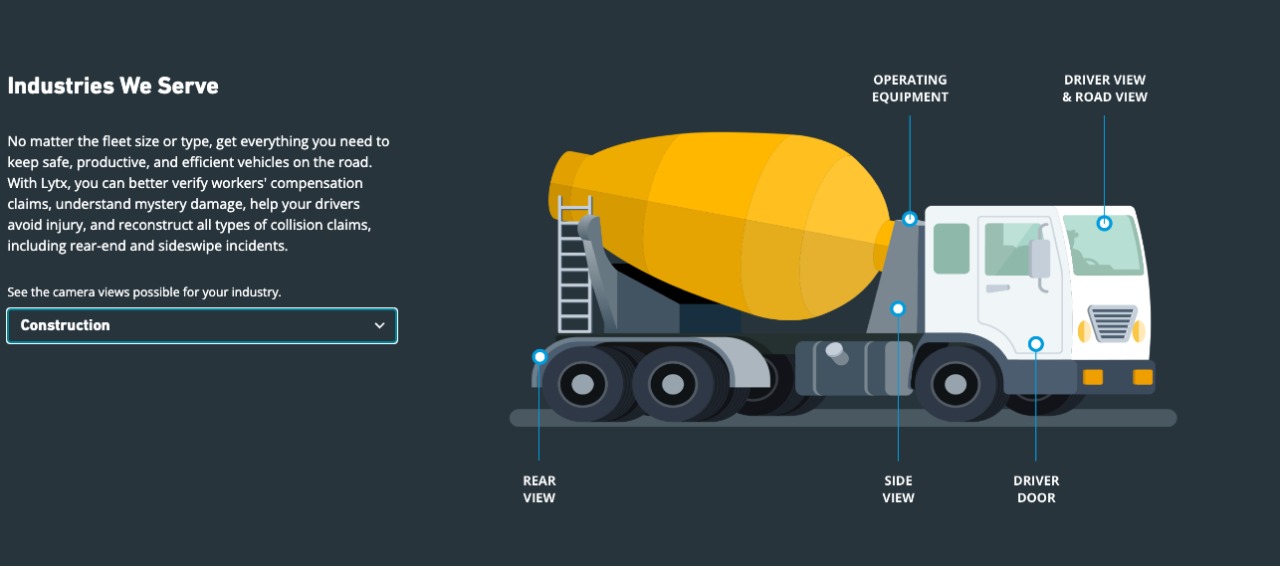 Industries We Serve
No matter the fleet size or type, get everything you need to
keep safe, productive, and efficient vehicles on the road.
With Lytx, you can better verify workers' compensation
claims, understand mystery damage, help your drivers
avoid injury, and reconstruct all types of collision claims,
including rear-end and sideswipe incidents.
See the camera views possible for your industry.
Construction
OPERATING
EQUIPMENT
DRIVER VIEW
& ROAD VIEW
REAR
VIEW
SIDE
VIEW
DRIVER
DOOR